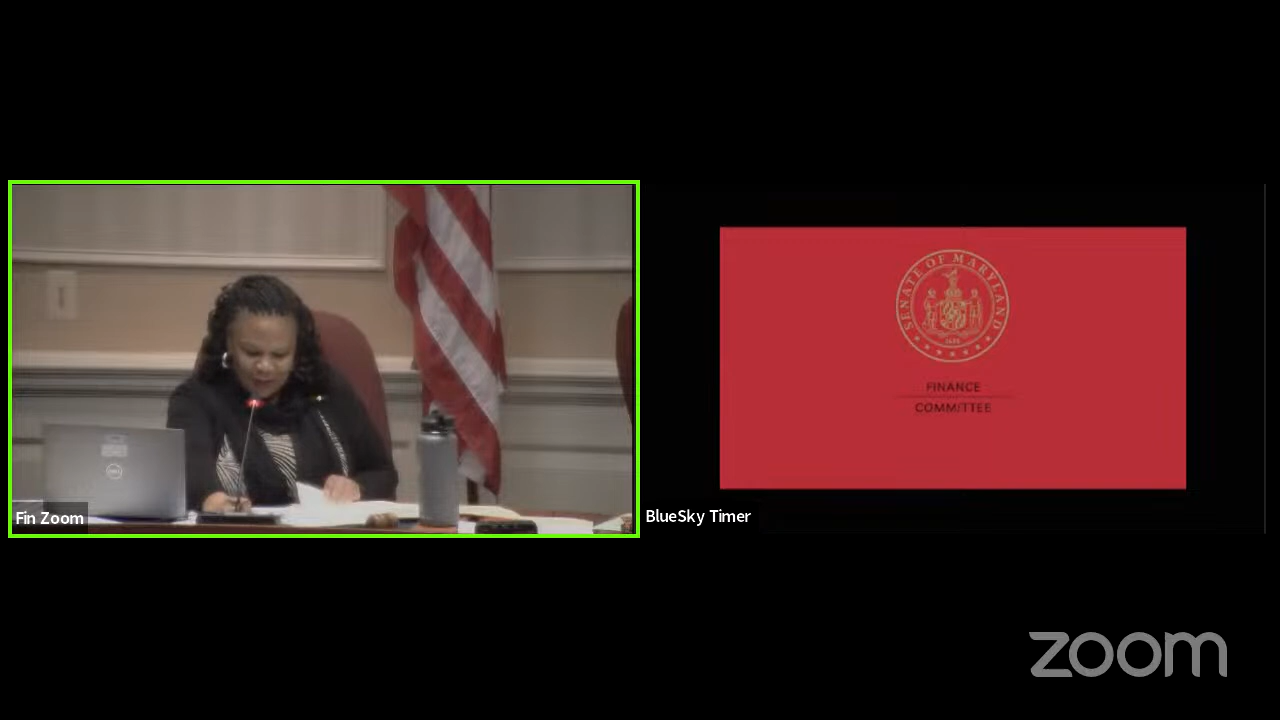 SENATE OF MARYLAND
FINANCE
COMMITTEE
Fin Zoom
BlueSky Timer
zoom